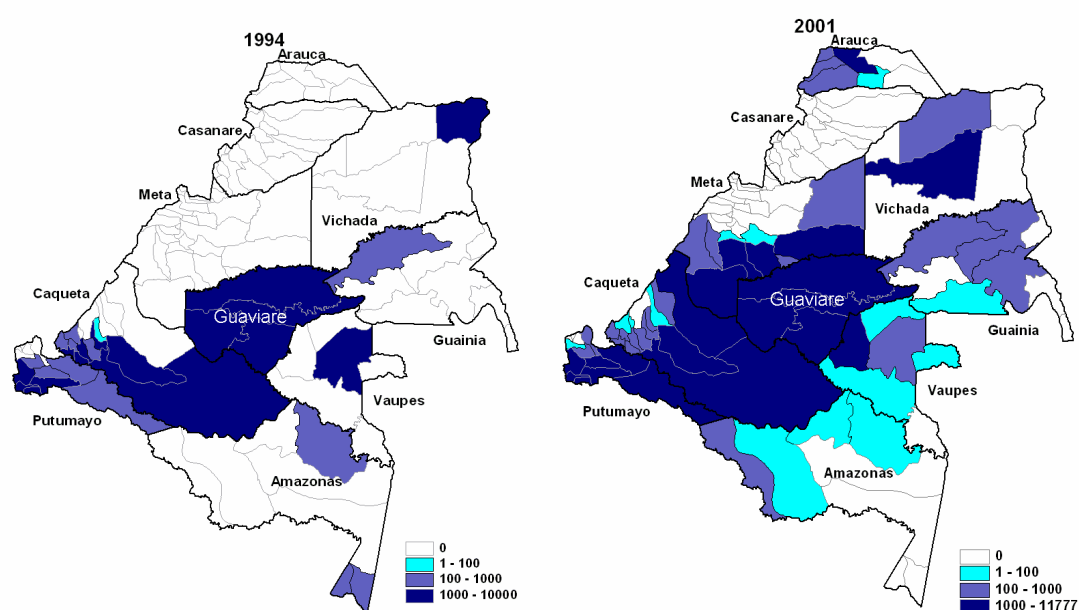 1994
Arauca
Casanare
Meta
Vichada
Caqueta
Guaviare
Guainia
Vaupes
Putumayo
Amazonas
0
1 - 100
100 - 1000
1000 - 10000
2001
Arauca
Casanare
Meta
Vichada
Caqueta
Guaviare
Guainia
Vaupes
Putumayo
Amazonas
0
1 - 100
100 - 1000
1000 - 11777